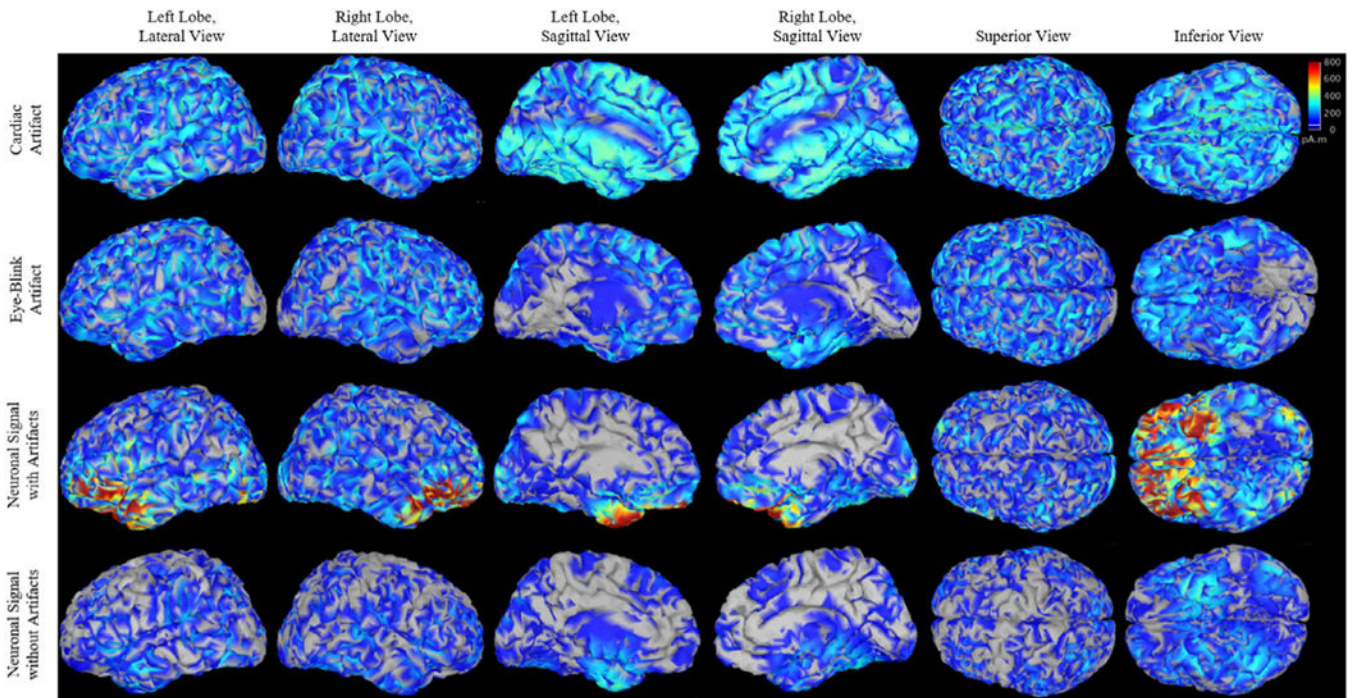 Left Lobe,
Lateral View
Right Lobe,
Lateral View
Left Lobe,
Sagittal View
Right Lobe,
Sagittal View
Superior View
Inferior View
Cardiac
Artifact
800
600
400
200
0
pA.m
Eye-Blink
Artifact
Neuronal Signal
with Artifacts
Neuronal Signal
without Artifacts